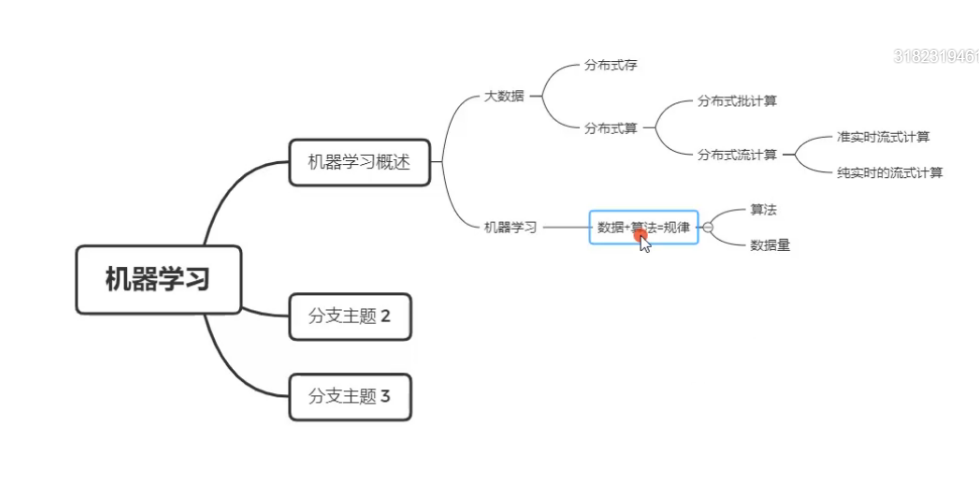 3182319461
分布式存
大数据
分布式批计算
分布式算
准实时流式计算
分布式流计算
机器学习概述
纯实时的流式计算
算法
机器学习
数据+算法=规律
数据量
机器学习
分支主题 2
分支主题 3